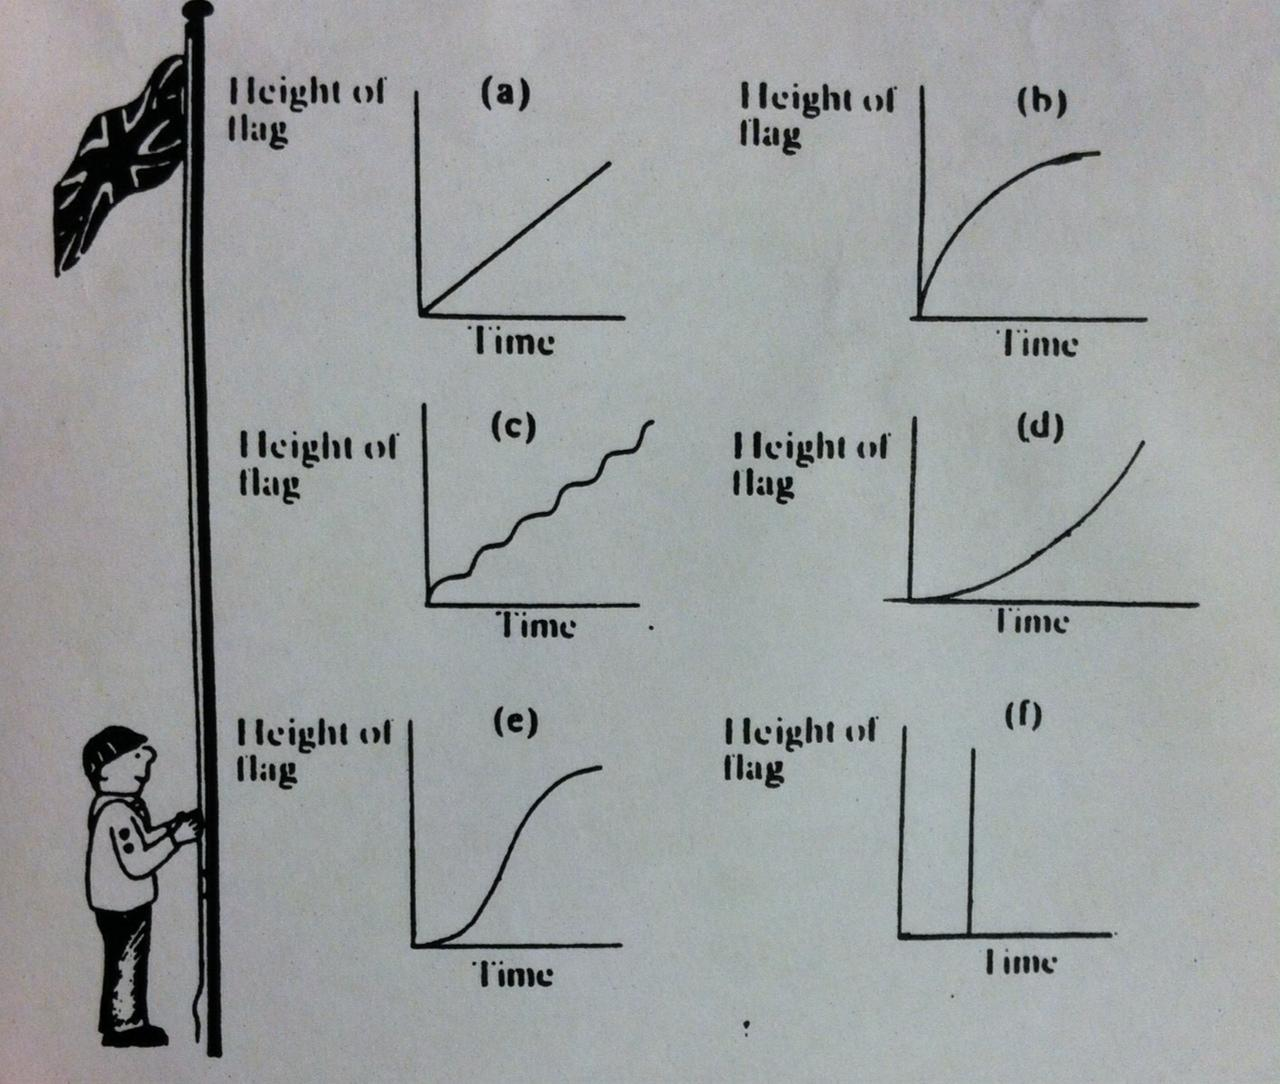 Height of
flag
(a)
Time
Height of
flag
(b)
Time
Height of
flag
(c)
Time
Height of
flag
(d)
Time
Height of
flag
(e)
Time
Height of
flag
(f)
Time